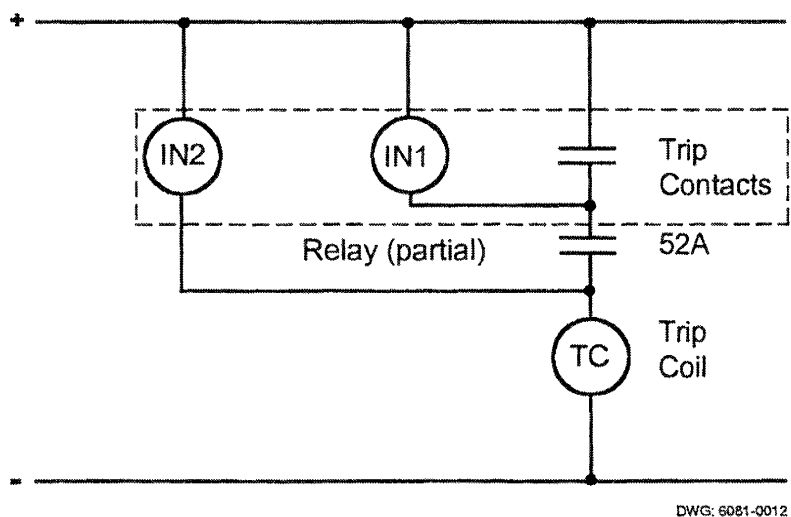 +
IN2
IN1
Trip
Contacts
Relay (partial)
52A
TC
Trip
Coil
-
DWG: 6081-0012